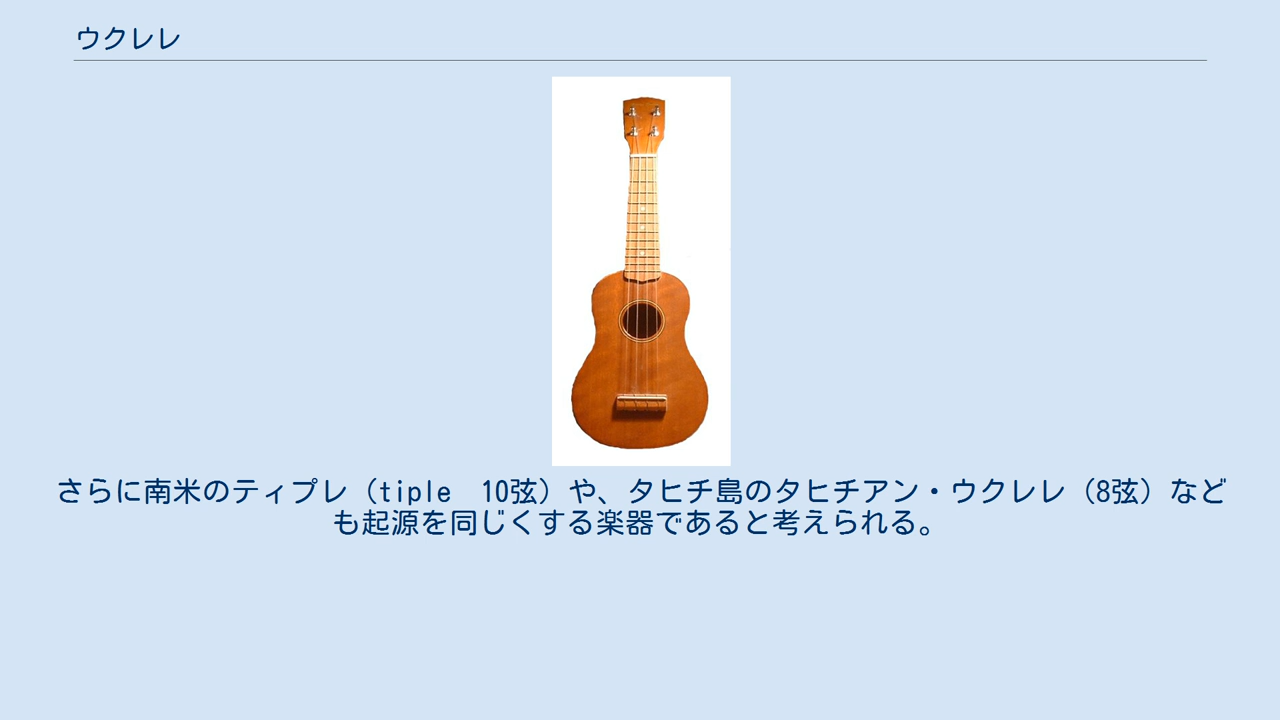 ウクレレ
さらに南米のティプレ（tiple　10弦）や、タヒチ島のタヒチアン・ウクレレ（8弦）など
も起源を同じくする楽器であると考えられる。